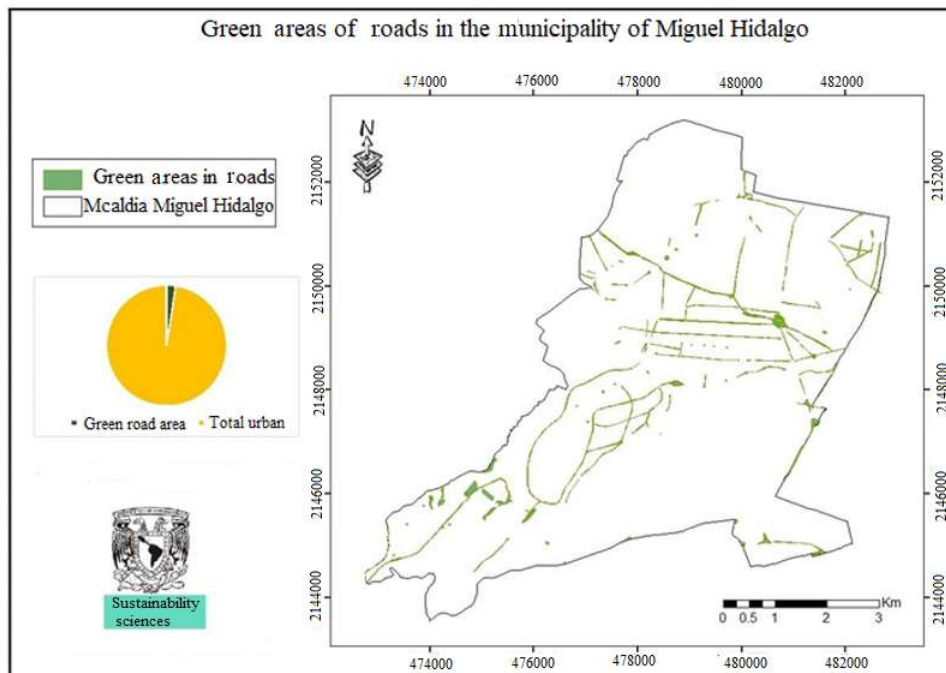 Green areas of roads in the municipality of Miguel Hidalgo
474000 476000 478000 480000 482000
N
Green areas in roads
Mcaldia Miguel Hidalgo
2152000 2152000
2150000 2150000
2148000 2148000
2146000 2146000
2144000 2144000
Green road area Total urban
Sustainability
sciences
Km
0 0.5 1 2 3
474000 476000 478000 480000 482000